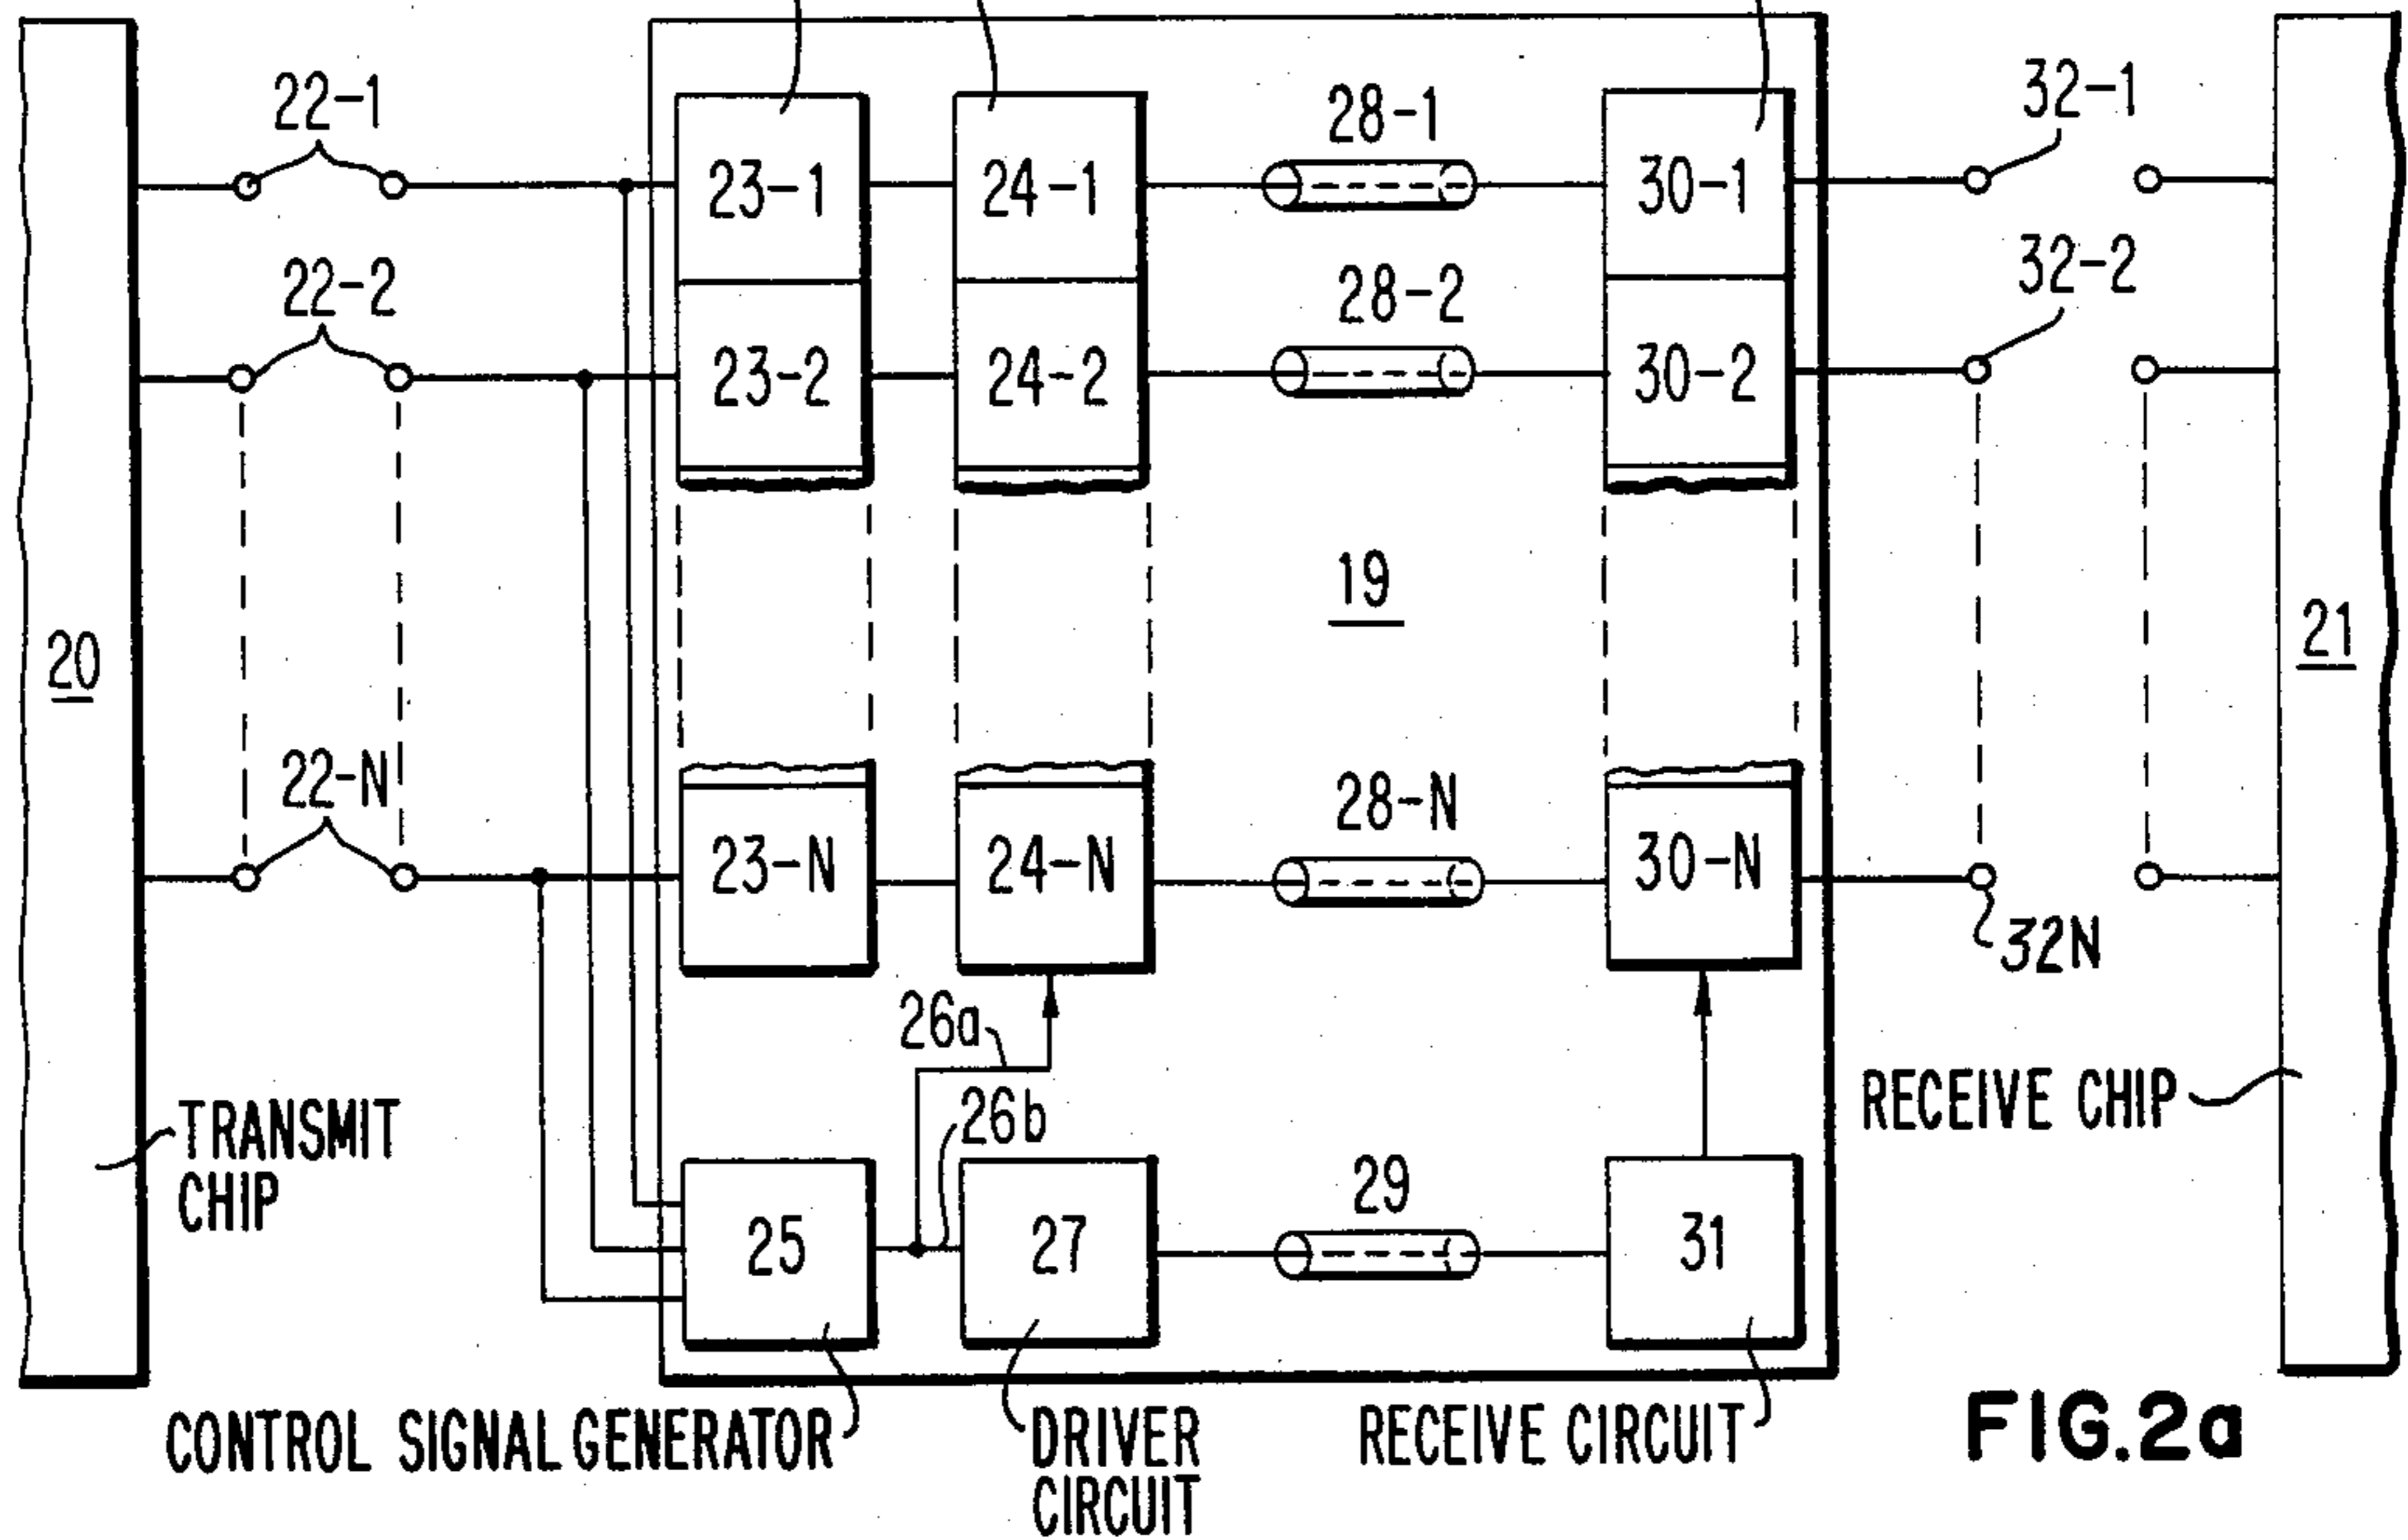 22-1
28-1
32-1
23-1
24-1
30-1
22-2
28-2
32-2
23-2
24-2
30-2
19
20
21
22-N
28-N
23-N
24-N
30-N
32N
26a
26b
TRANSMIT
CHIP
RECEIVE CHIP
25
27
29
31
CONTROL SIGNAL GENERATOR
DRIVER
CIRCUIT
RECEIVE CIRCUIT
FIG.2a